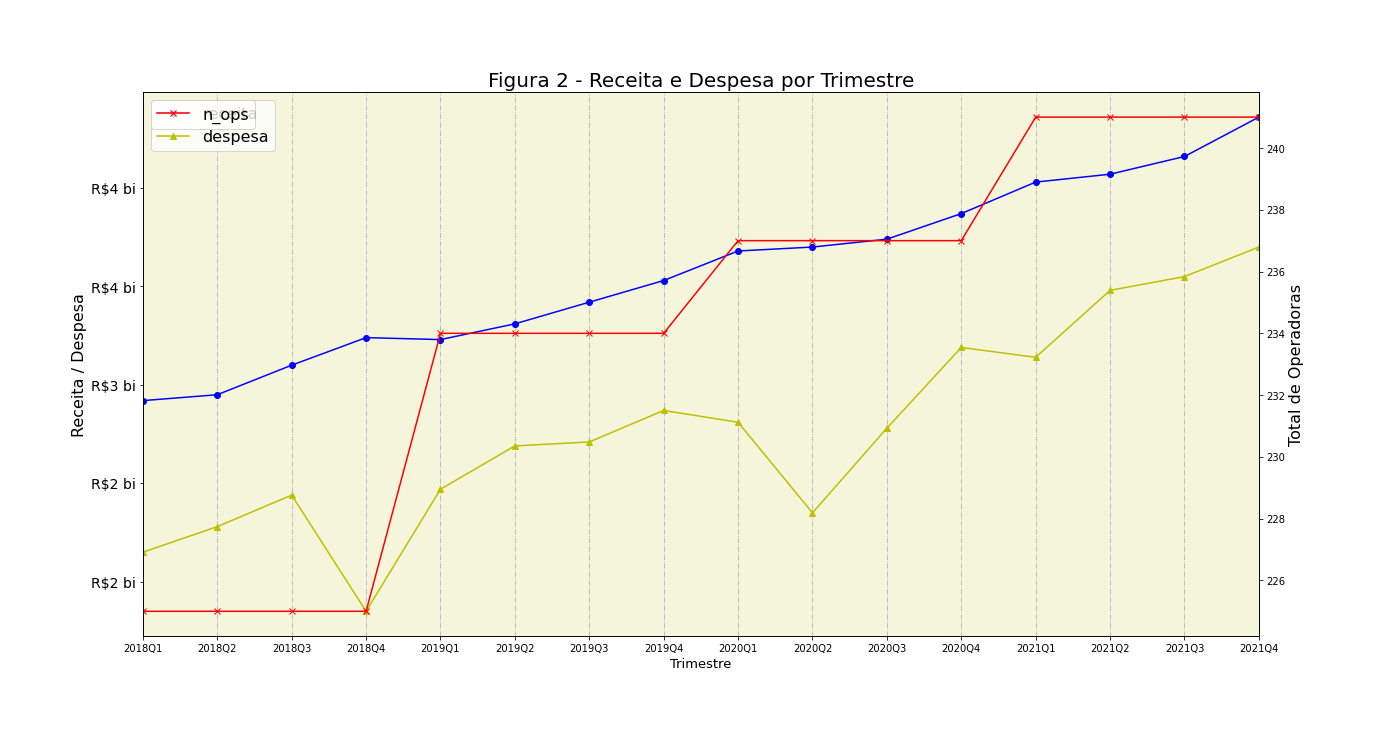 Figura 2 - Receita e Despesa por Trimestre
n_ops
despesa
Receita / Despesa
R$4 bi
R$4 bi
R$3 bi
R$2 bi
R$2 bi
240
238
236
234
232
230
228
226
Total de Operadoras
2018Q1 2018Q2 2018Q3 2018Q4 2019Q1 2019Q2 2019Q3 2019Q4 2020Q1 2020Q2 2020Q3 2020Q4 2021Q1 2021Q2 2021Q3 2021Q4
Trimestre